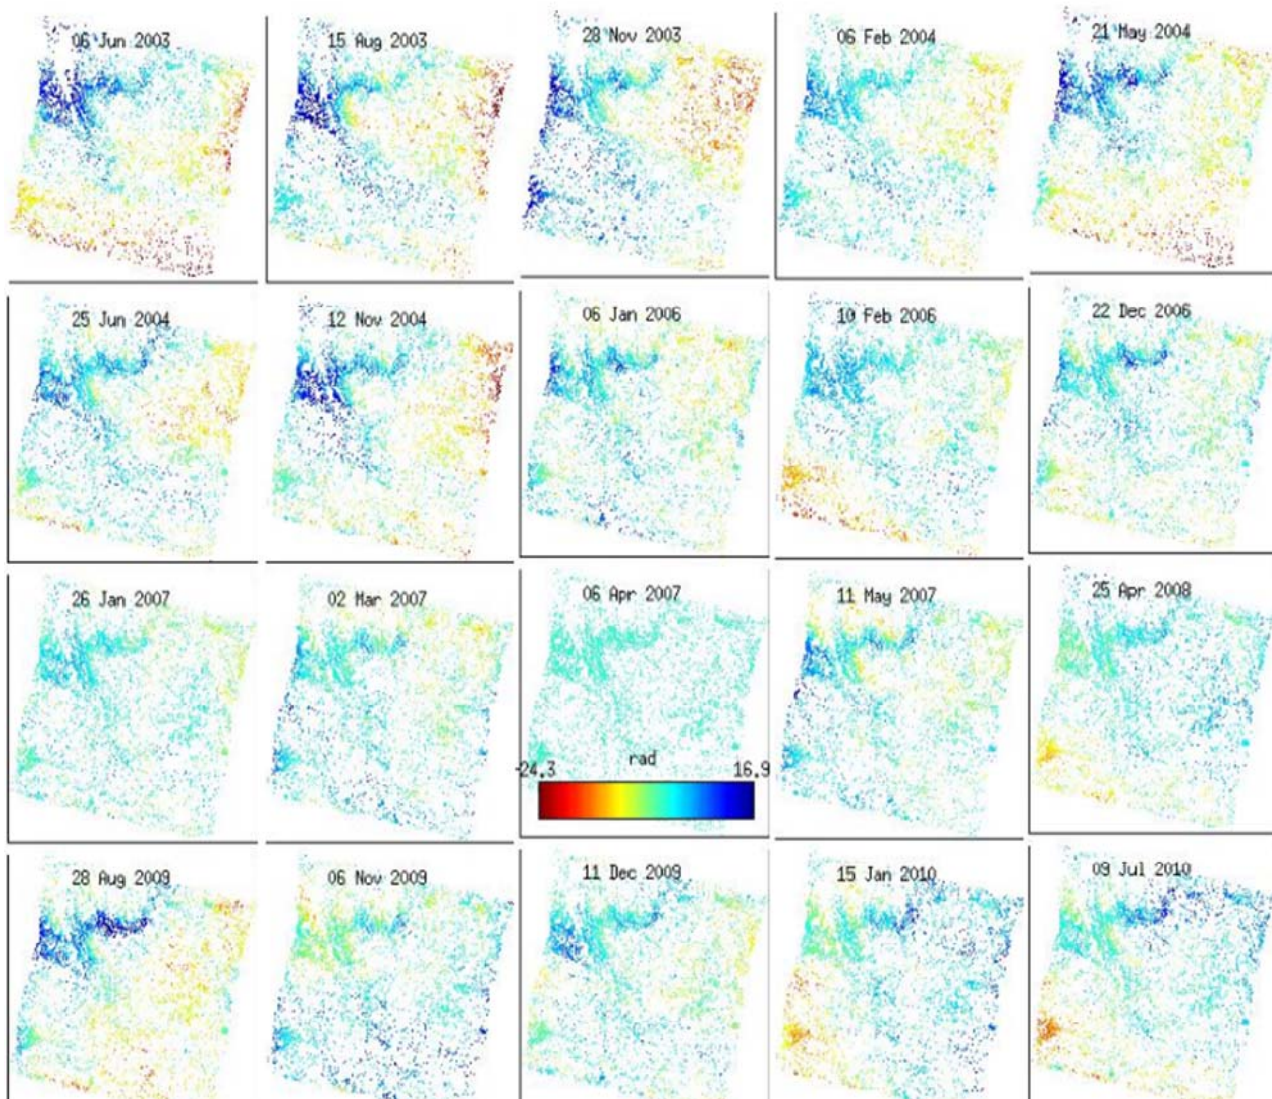 06 Jun 2003
15 Aug 2003
28 Nov 2003
06 Feb 2004
21 May 2004
25 Jun 2004
12 Nov 2004
06 Jan 2006
10 Feb 2006
22 Dec 2006
26 Jan 2007
02 Mar 2007
06 Apr 2007
11 May 2007
25 Apr 2008
rad
-24.3 16.9
28 Aug 2009
06 Nov 2009
11 Dec 2009
15 Jan 2010
09 Jul 2010